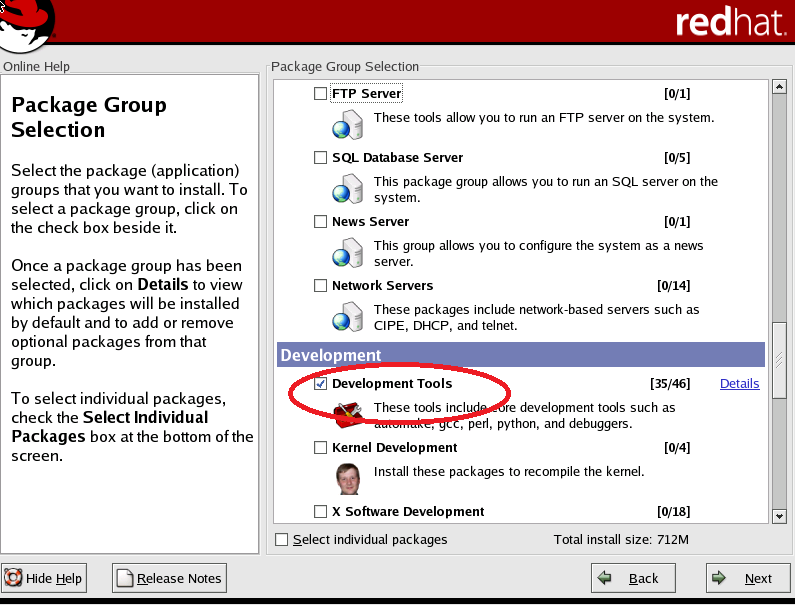 redhat.
Online Help
Package Group
Selection
Select the package (application)
groups that you want to install. To
select a package group, click on
the check box beside it.
Once a package group has been
selected, click on Details to view
which packages will be installed
by default and to add or remove
optional packages from that
group.
To select individual packages,
check the Select Individual
Packages box at the bottom of the
screen.
Package Group Selection
FTP Server [0/1]
These tools allow you to run an FTP server on the system.
SQL Database Server [0/5]
This package group allows you to run an SQL server on the
system.
News Server [0/1]
This group allows you to configure the system as a news
server.
Network Servers [0/14]
These packages include network-based servers such as
CIPE, DHCP, and telnet.
Development
Development Tools [35/46] Details
These tools include core development tools such as
automake, gcc, perl, python, and debuggers.
Kernel Development [0/4]
Install these packages to recompile the kernel.
X Software Development [0/18]
Select individual packages Total install size: 712M
Hide Help Release Notes Back Next